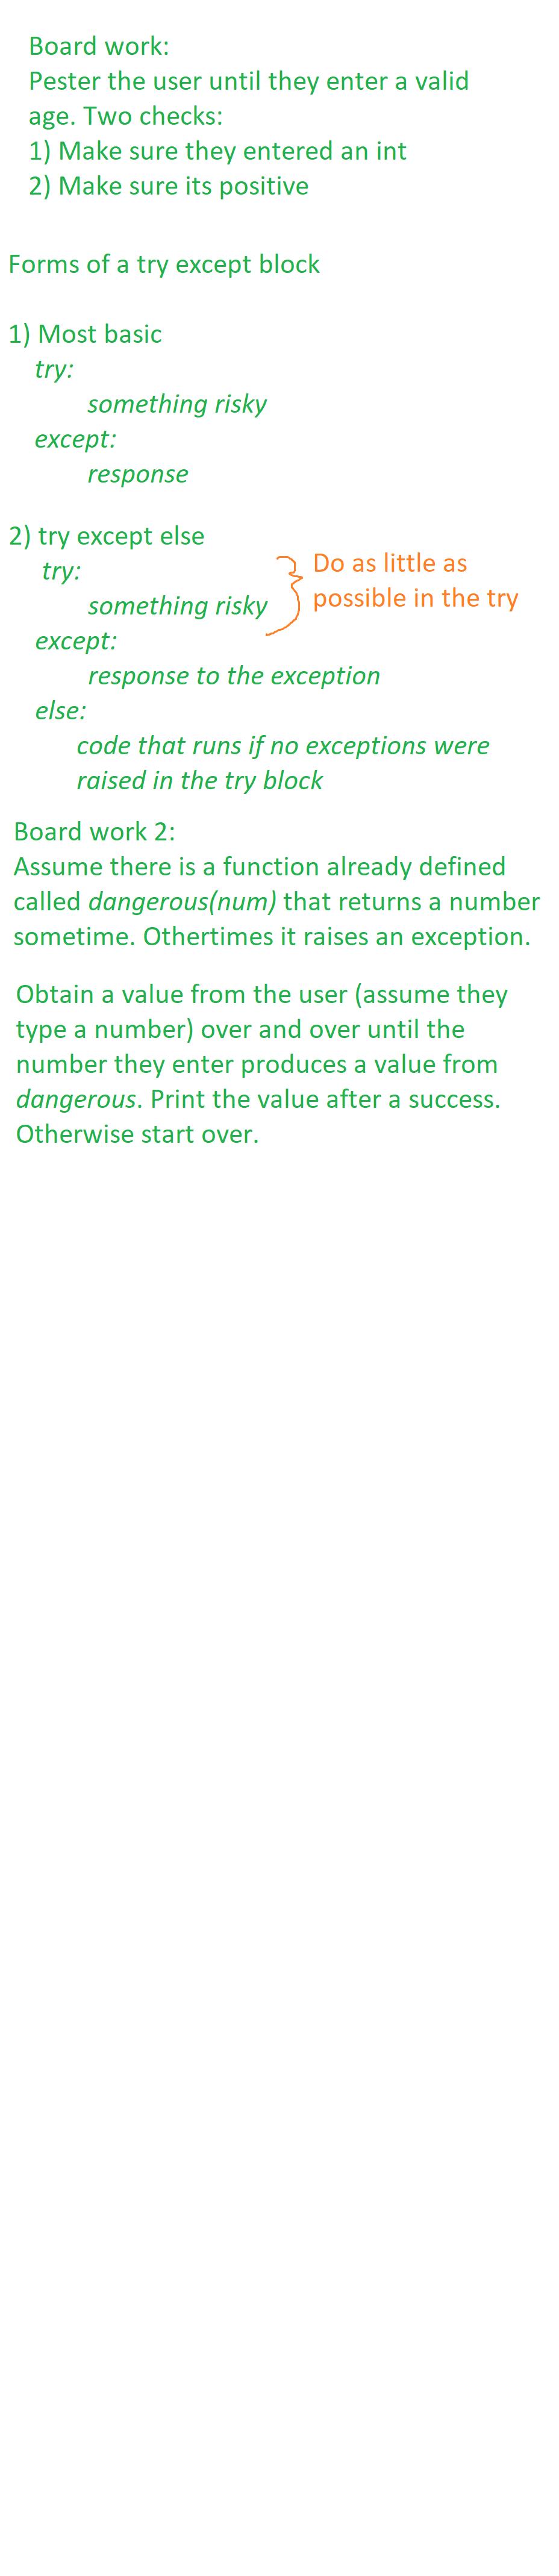 Board work:
Pester the user until they enter a valid
age. Two checks:
1) Make sure they entered an int
2) Make sure its positive
Forms of a try except block
1) Most basic
try:
something risky
except:
response
2) try except else
try:
something risky
Do as little as
possible in the try
except:
response to the exception
else:
code that runs if no exceptions were
raised in the try block
Board work 2:
Assume there is a function already defined
called dangerous(num) that returns a number
sometime. Othertimes it raises an exception.
Obtain a value from the user (assume they
type a number) over and over until the
number they enter produces a value from
dangerous. Print the value after a success.
Otherwise start over.